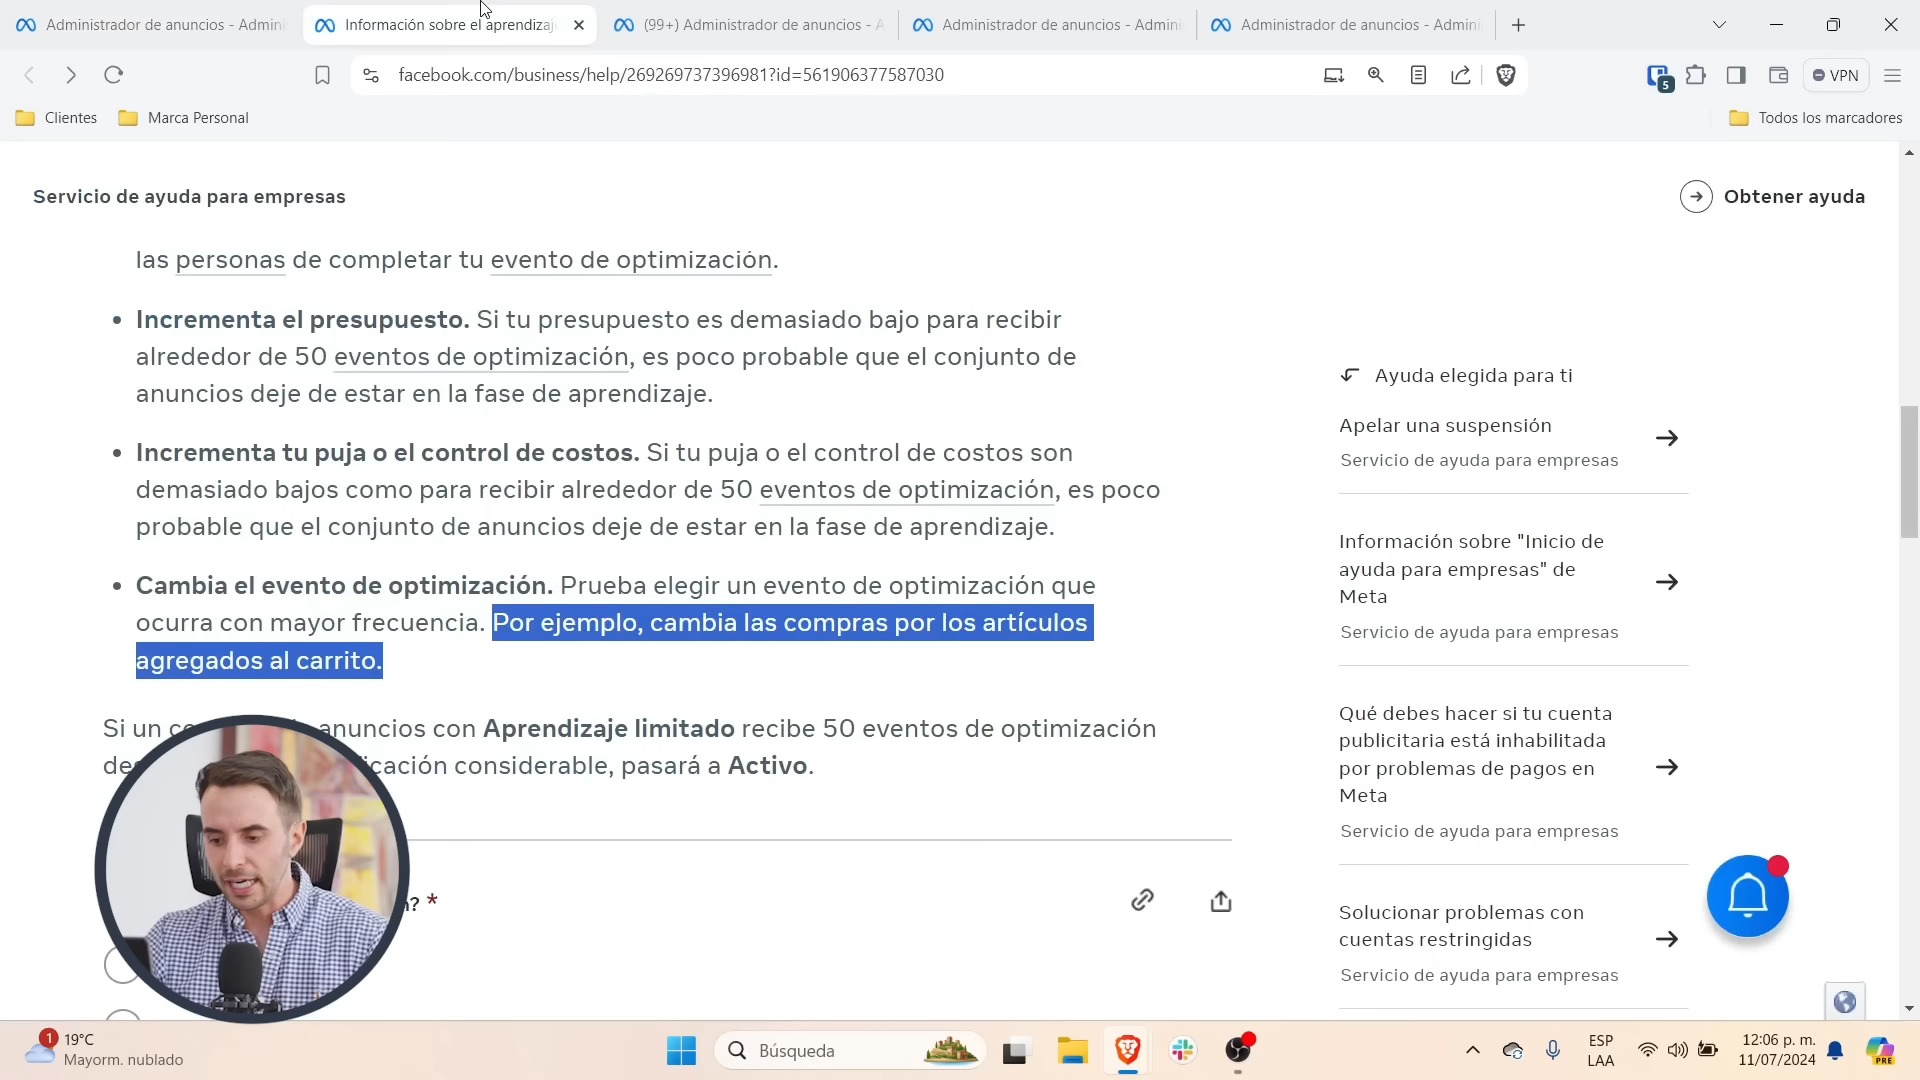 Administrador de anuncios - Admini
Información sobre el aprendizaj
(99+) Administrador de anuncios - A
Administrador de anuncios - Admini
Administrador de anuncios - Admini
facebook.com/business/help/269269737396981?id=561906377587030
5
VPN
Clientes
Marca Personal
Todos los marcadores
Servicio de ayuda para empresas
Obtener ayuda
las personas de completar tu evento de optimización.
• Incrementa el presupuesto. Si tu presupuesto es demasiado bajo para recibir
alrededor de 50 eventos de optimización, es poco probable que el conjunto de
anuncios deje de estar en la fase de aprendizaje.
• Incrementa tu puja o el control de costos. Si tu puja o el control de costos son
demasiado bajos como para recibir alrededor de 50 eventos de optimización, es poco
probable que el conjunto de anuncios deje de estar en la fase de aprendizaje.
• Cambia el evento de optimización. Prueba elegir un evento de optimización que
ocurra con mayor frecuencia. Por ejemplo, cambia las compras por los artículos
agregados al carrito.
Si un anuncios con Aprendizaje limitado recibe 50 eventos de optimización
considerable, pasará a Activo.
? *
Ayuda elegida para ti
Apelar una suspensión
Servicio de ayuda para empresas
Información sobre "Inicio de
ayuda para empresas" de
Meta
Servicio de ayuda para empresas
Qué debes hacer si tu cuenta
publicitaria está inhabilitada
por problemas de pagos en
Meta
Servicio de ayuda para empresas
Solucionar problemas con
cuentas restringidas
Servicio de ayuda para empresas
1
19°C
Mayorm. nublado
Búsqueda
ESP
LAA
12:06 p. m.
11/07/2024
PRE